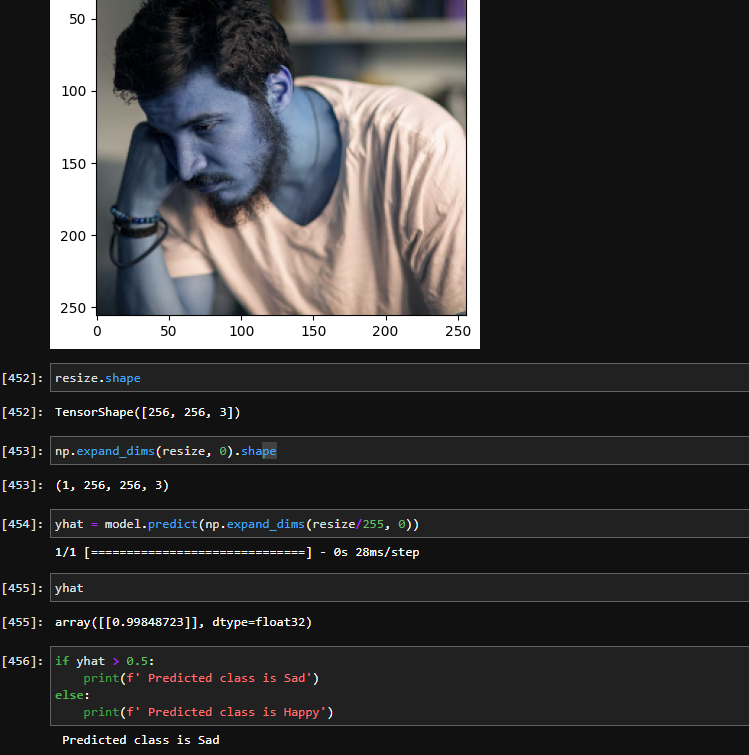 50
100
150
200
250
0 50 100 150 200 250
[452]: resize.shape
[452]: TensorShape([256, 256, 3])
[453]: np.expand_dims(resize, 0).shape
[453]: (1, 256, 256, 3)
[454]: yhat = model.predict(np.expand_dims(resize/255, 0))
1/1 [==============================] - 0s 28ms/step
[455]: yhat
[455]: array([[0.99848723]], dtype=float32)
[456]: if yhat > 0.5:
    print(f' Predicted class is Sad')
else:
    print(f' Predicted class is Happy')
 Predicted class is Sad